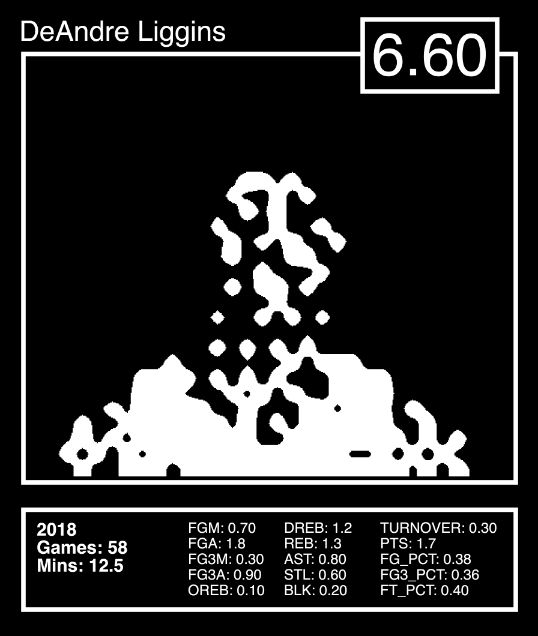 DeAndre Liggins
6.60
2018
Games: 58
Mins: 12.5
FGM: 0.70
FGA: 1.8
FG3M: 0.30
FG3A: 0.90
OREB: 0.10
DREB: 1.2
REB: 1.3
AST: 0.80
STL: 0.60
BLK: 0.20
TURNOVER: 0.30
PTS: 1.7
FG_PCT: 0.38
FG3_PCT: 0.36
FT_PCT: 0.40